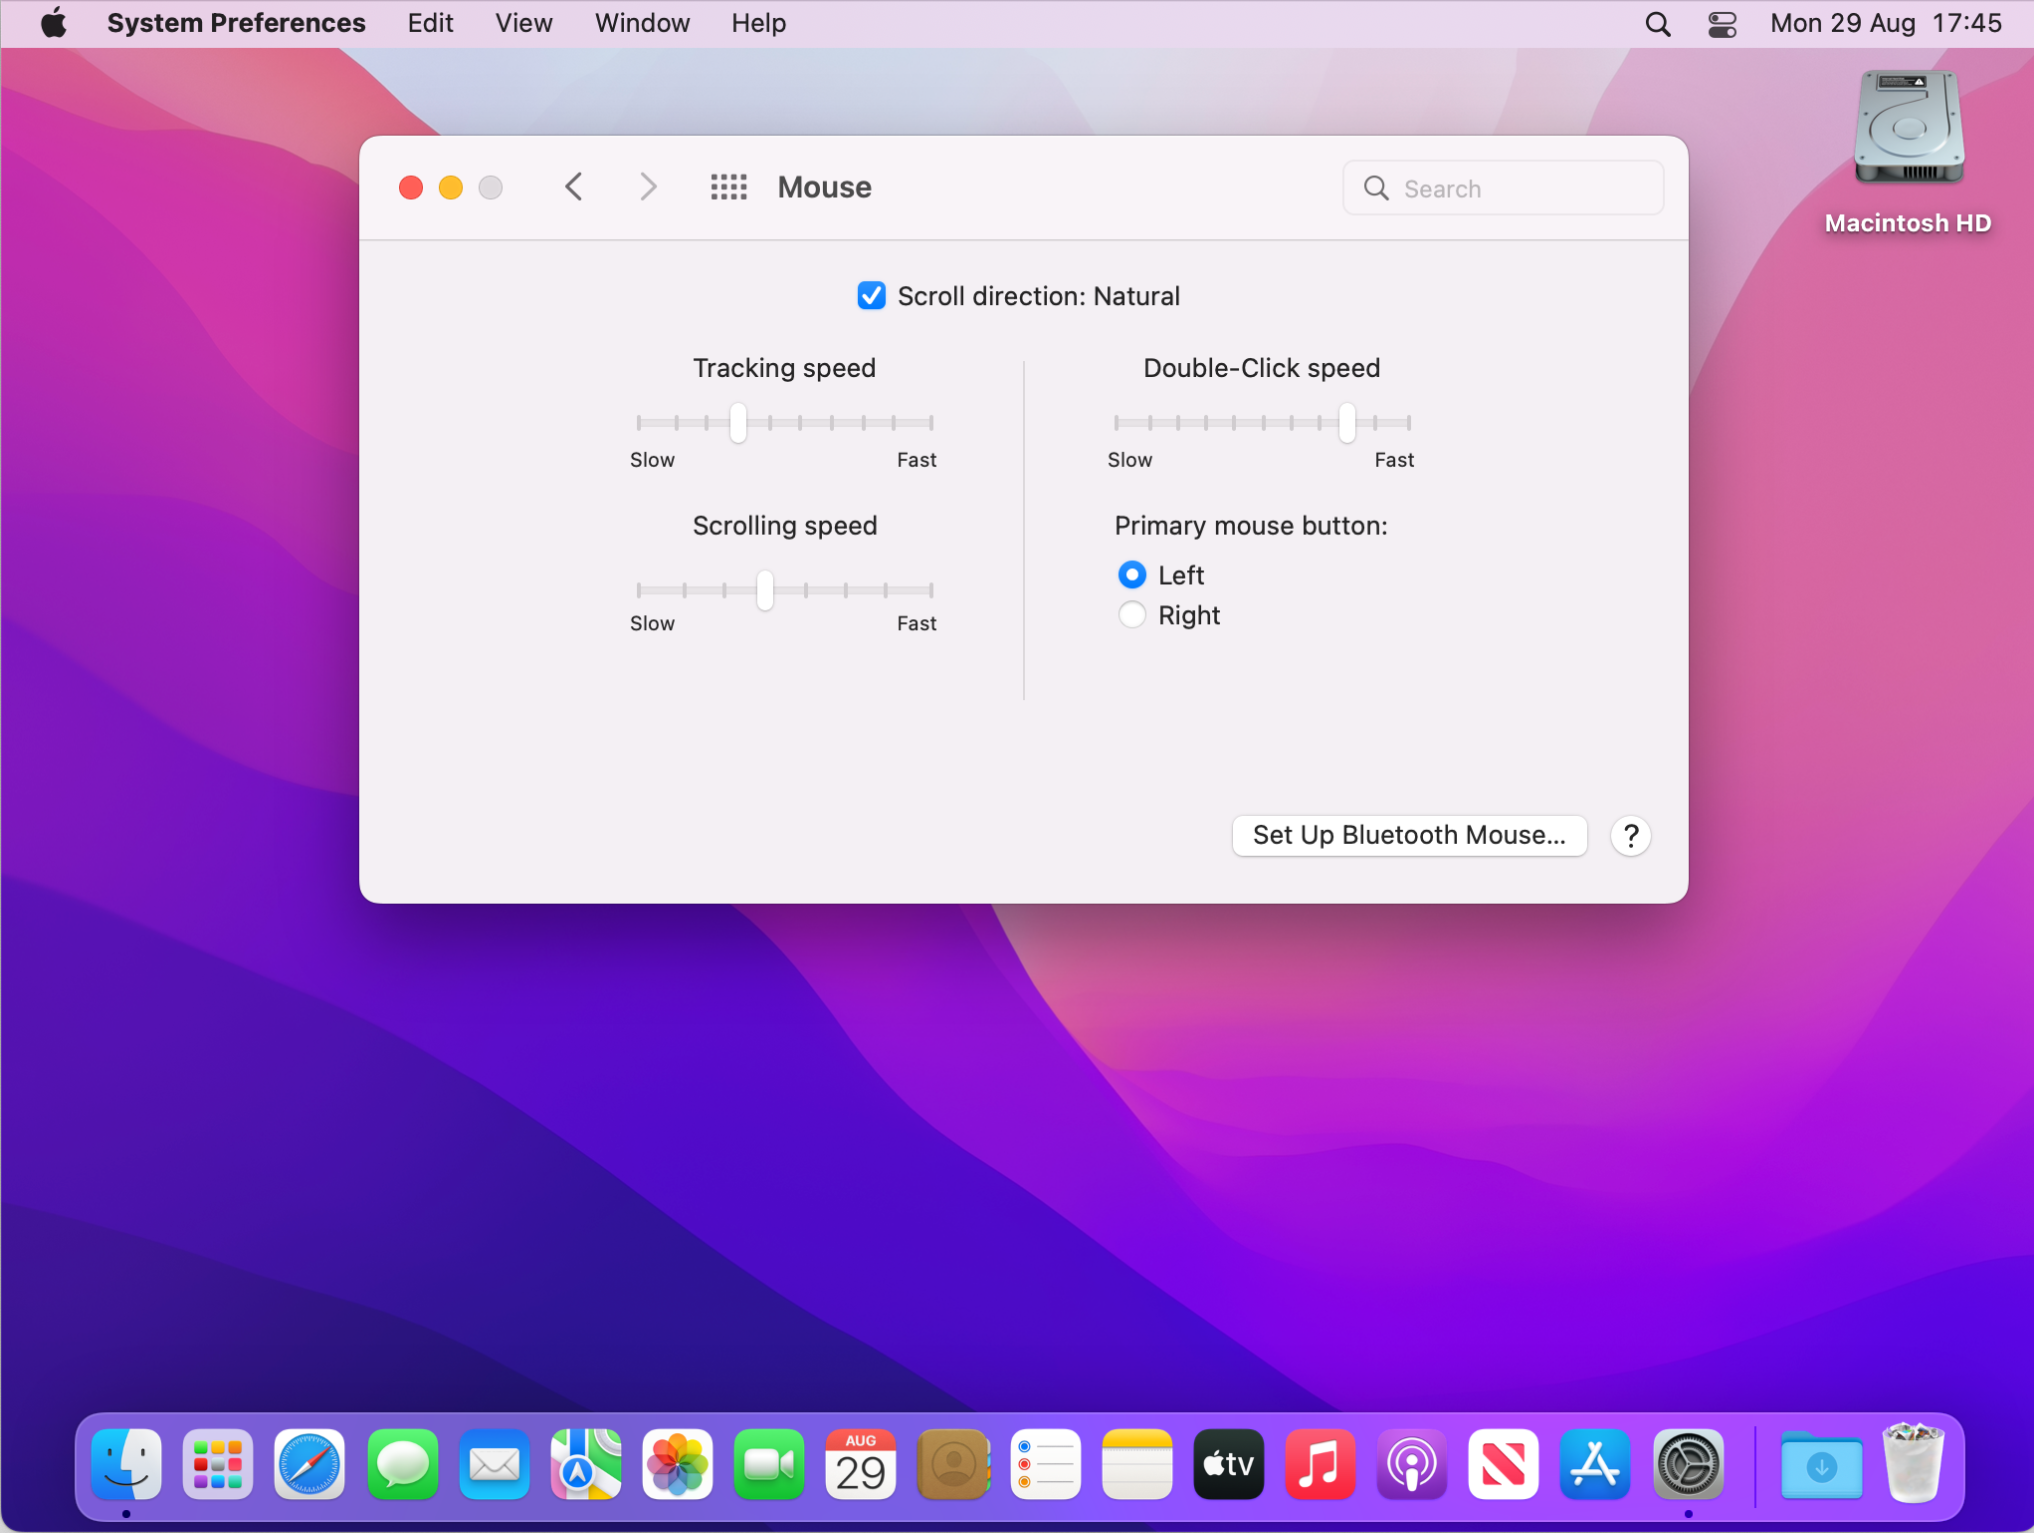 System Preferences Edit View Window Help Mon 29 Aug 17:45
Macintosh HD
Mouse
Search
Scroll direction: Natural
Tracking speed
Slow Fast
Scrolling speed
Slow Fast
Double-Click speed
Slow Fast
Primary mouse button:
Left
Right
Set Up Bluetooth Mouse... ?
AUG
29
tv